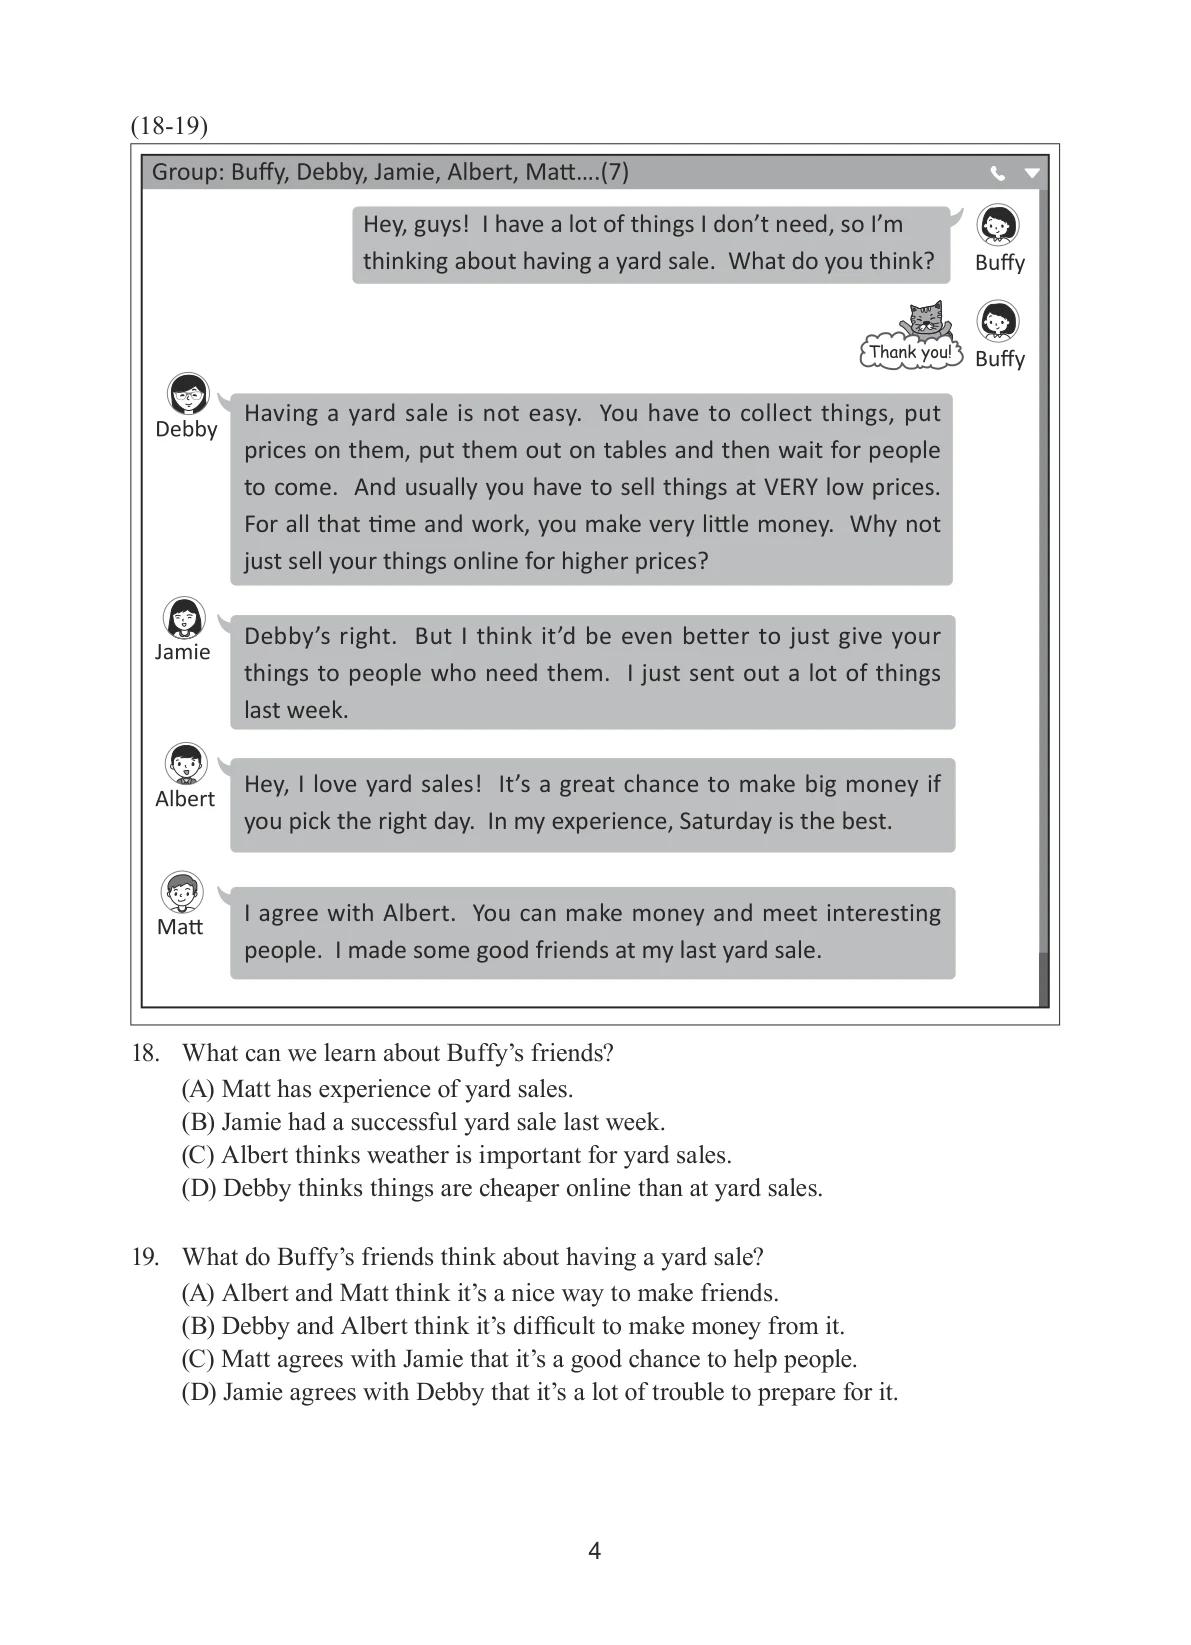 (18-19)
Group: Buffy, Debby, Jamie, Albert, Matt....(7)
Hey, guys!  I have a lot of things I don't need, so I'm
thinking about having a yard sale.  What do you think?
Buffy
Thank you!
Buffy
Debby
Having a yard sale is not easy.  You have to collect things, put
prices on them, put them out on tables and then wait for people
to come.  And usually you have to sell things at VERY low prices.
For all that time and work, you make very little money.  Why not
just sell your things online for higher prices?
Jamie
Debby's right.  But I think it'd be even better to just give your
things to people who need them.  I just sent out a lot of things
last week.
Albert
Hey, I love yard sales!  It's a great chance to make big money if
you pick the right day.  In my experience, Saturday is the best.
Matt
I agree with Albert.  You can make money and meet interesting
people.  I made some good friends at my last yard sale.
18.   What can we learn about Buffy's friends?
(A) Matt has experience of yard sales.
(B) Jamie had a successful yard sale last week.
(C) Albert thinks weather is important for yard sales.
(D) Debby thinks things are cheaper online than at yard sales.
19.   What do Buffy's friends think about having a yard sale?
(A) Albert and Matt think it's a nice way to make friends.
(B) Debby and Albert think it's difficult to make money from it.
(C) Matt agrees with Jamie that it's a good chance to help people.
(D) Jamie agrees with Debby that it's a lot of trouble to prepare for it.
4